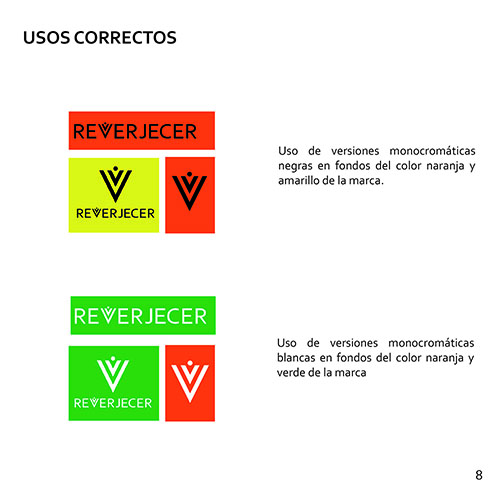 USOS CORRECTOS
REVERJECER
REVERJECER
Uso de versiones monocromáticas
negras en fondos del color naranja y
amarillo de la marca.
REVERJECER
REVERJECER
Uso de versiones monocromáticas
blancas en fondos del color naranja y
verde de la marca
8